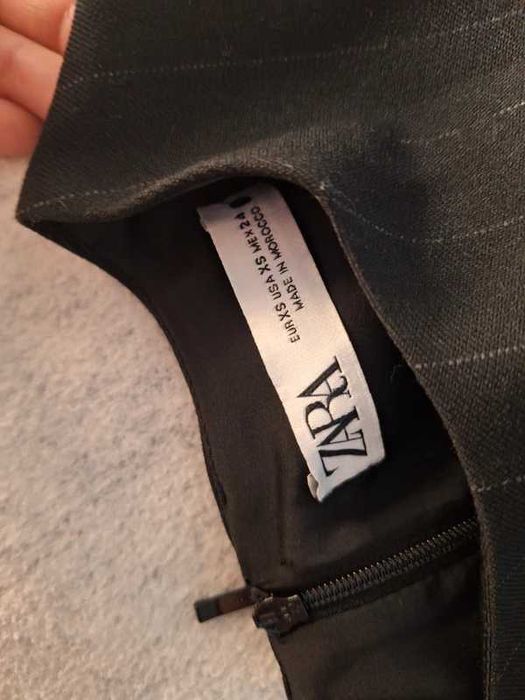 ZARA
EUR XS USA XS MEX 24
MADE IN MOROCCO